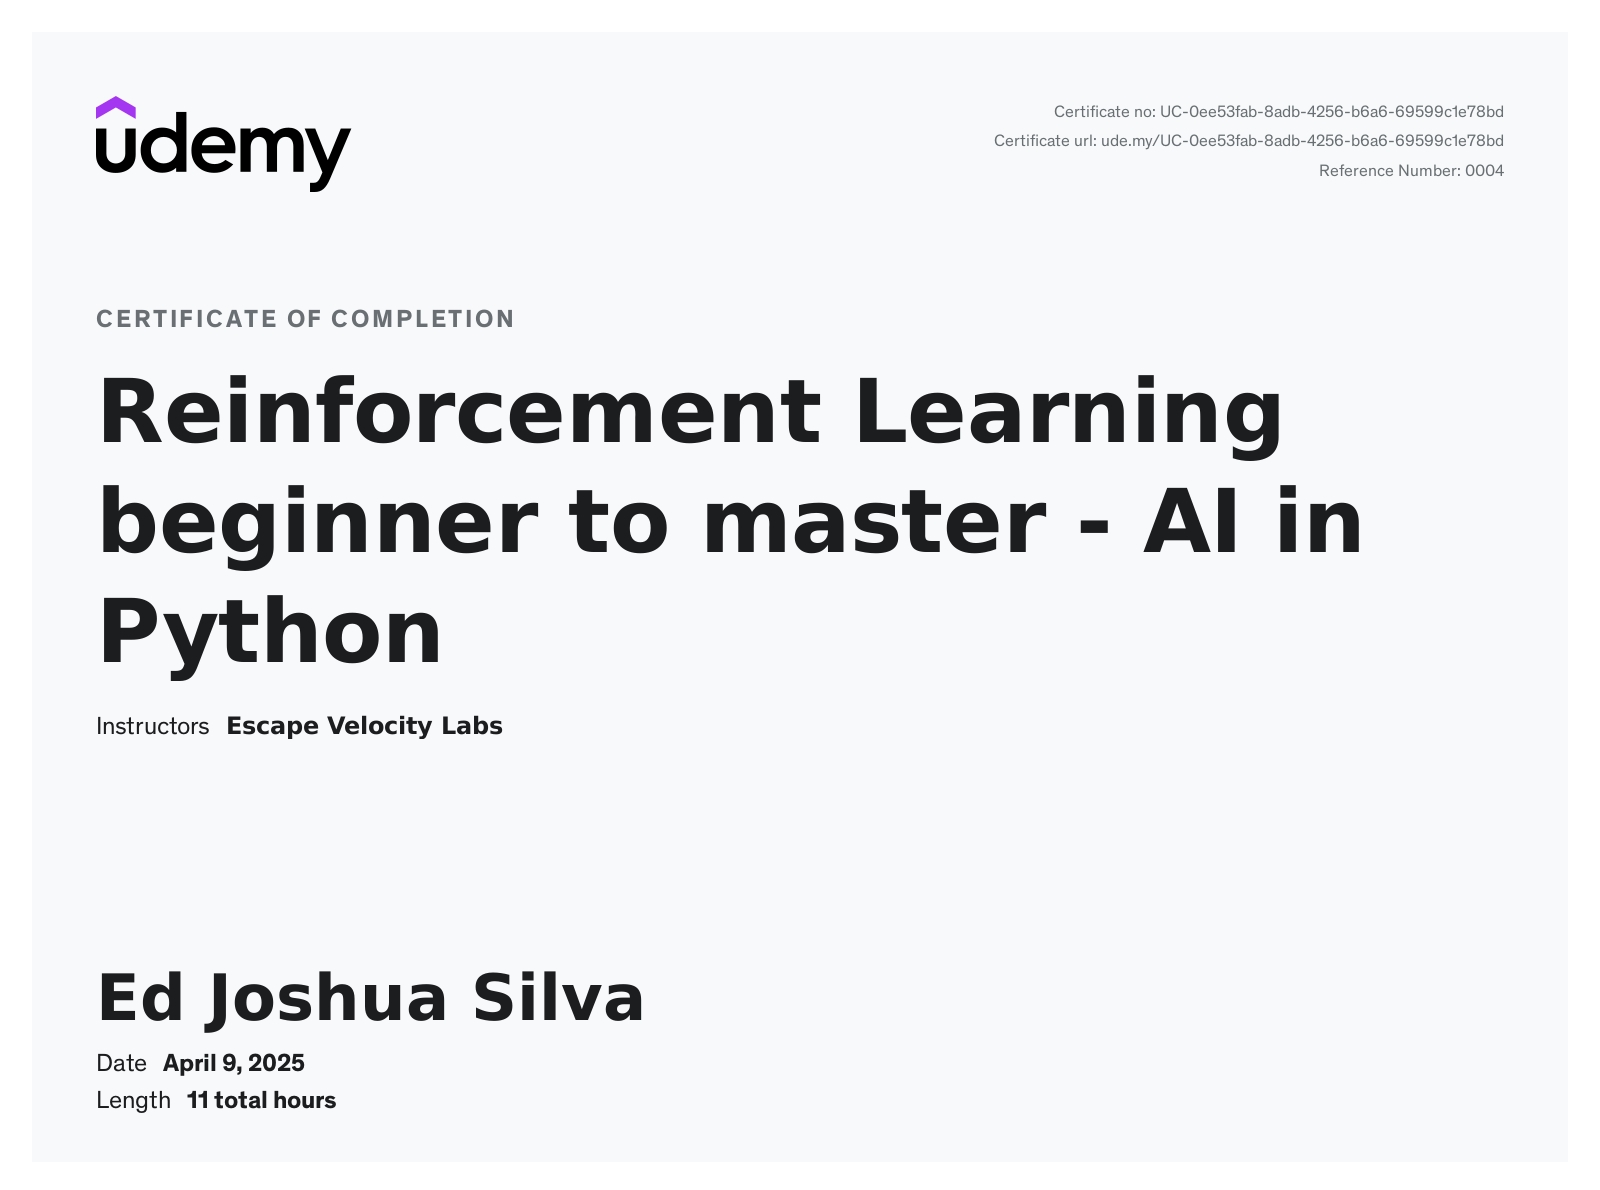 udemy
Certificate no: UC-0ee53fab-8adb-4256-b6a6-69599c1e78bd
Certificate url: ude.my/UC-0ee53fab-8adb-4256-b6a6-69599c1e78bd
Reference Number: 0004
CERTIFICATE OF COMPLETION
Reinforcement Learning
beginner to master - AI in
Python
Instructors Escape Velocity Labs
Ed Joshua Silva
Date April 9, 2025
Length 11 total hours